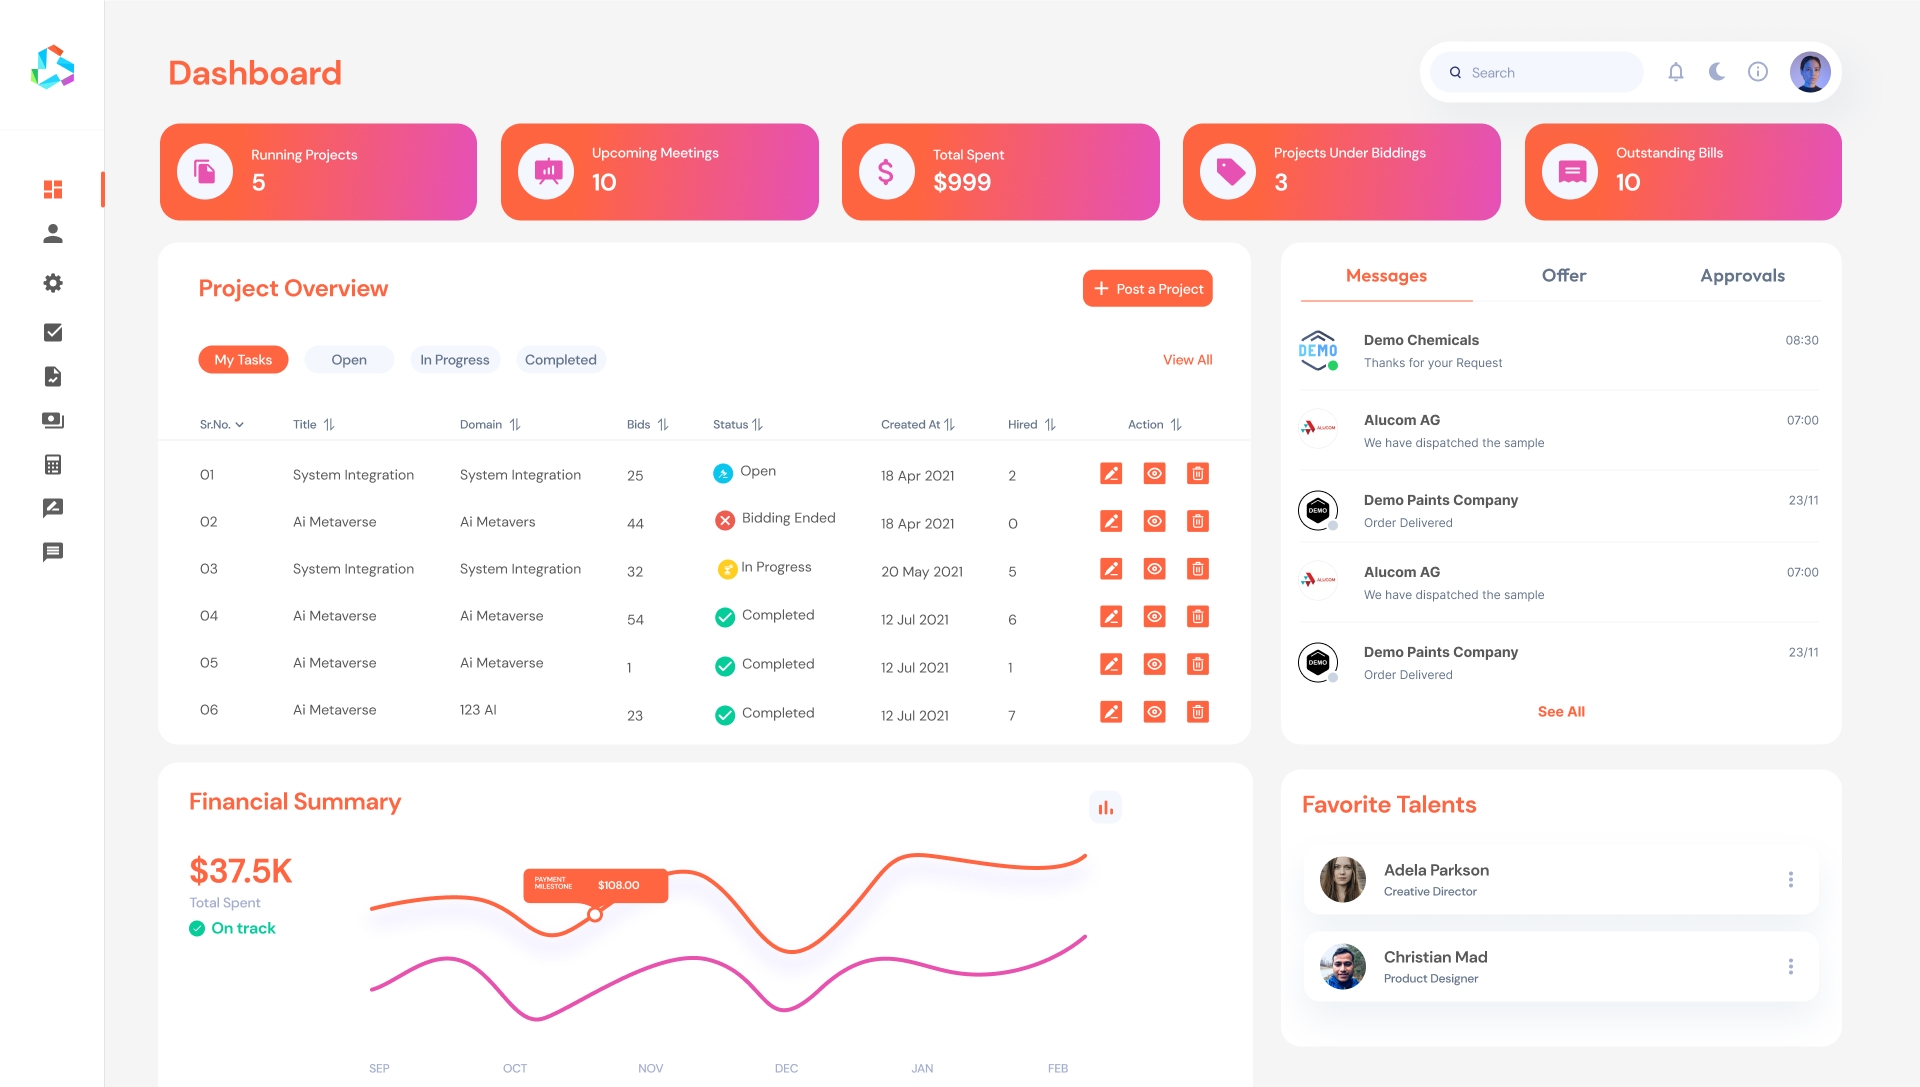 Dashboard
Search
Running Projects
5
Upcoming Meetings
10
Total Spent
$999
Projects Under Biddings
3
Outstanding Bills
10
Project Overview
+ Post a Project
My Tasks Open In Progress Completed View All
Sr.No. Title Domain Bids Status Created At Hired Action
01 System Integration System Integration 25 Open 18 Apr 2021 2
02 Ai Metaverse Ai Metavers 44 Bidding Ended 18 Apr 2021 0
03 System Integration System Integration 32 In Progress 20 May 2021 5
04 Ai Metaverse Ai Metaverse 54 Completed 12 Jul 2021 6
05 Ai Metaverse Ai Metaverse 1 Completed 12 Jul 2021 1
06 Ai Metaverse 123 AI 23 Completed 12 Jul 2021 7
Messages Offer Approvals
DEMO
Demo Chemicals 08:30
Thanks for your Request
ALUCOM
Alucom AG 07:00
We have dispatched the sample
DEMO
Demo Paints Company 23/11
Order Delivered
ALUCOM
Alucom AG 07:00
We have dispatched the sample
DEMO
Demo Paints Company 23/11
Order Delivered
See All
Financial Summary
$37.5K
Total Spent
On track
PAYMENT
MILESTONE
$108.00
SEP OCT NOV DEC JAN FEB
Favorite Talents
Adela Parkson
Creative Director
Christian Mad
Product Designer